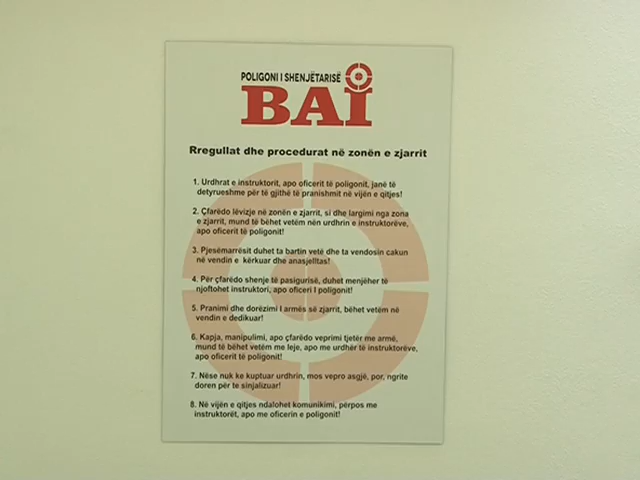 POLIGONI I SHENJËTARISË
BAI
Rregullat dhe procedurat në zonën e zjarrit
1. Urdhrat e instruktorit, apo oficerit të poligonit, janë të
detyrueshme për të gjithë të pranishmit në vijën e qitjes!
2. Çfarëdo lëvizje në zonën e zjarrit, si dhe largimi nga zona
e zjarrit, mund të bëhet vetëm nën urdhrin e instruktorëve,
apo oficerit të poligonit!
3. Pjesëmarrësit duhet ta bartin vetë dhe ta vendosin cakun
në vendin e kërkuar dhe anasjelltas!
4. Për çfarëdo shenje të pasigurisë, duhet menjëher të
njoftohet instruktori, apo oficeri I poligonit!
5. Pranimi dhe dorëzimi I armës së zjarrit, bëhet vetëm në
vendin e dedikuar!
6. Kapja, manipulimi, apo çfarëdo veprimi tjetër me armë,
mund të bëhet vetëm me leje, apo me urdhër të instruktorëve,
apo oficerit të poligonit!
7. Nëse nuk ke kuptuar urdhrin, mos vepro asgjë, por, ngrite
doren për te sinjalizuar!
8. Në vijën e qitjes ndalohet komunikimi, përpos me
instruktorët, apo me oficerin e poligonit!